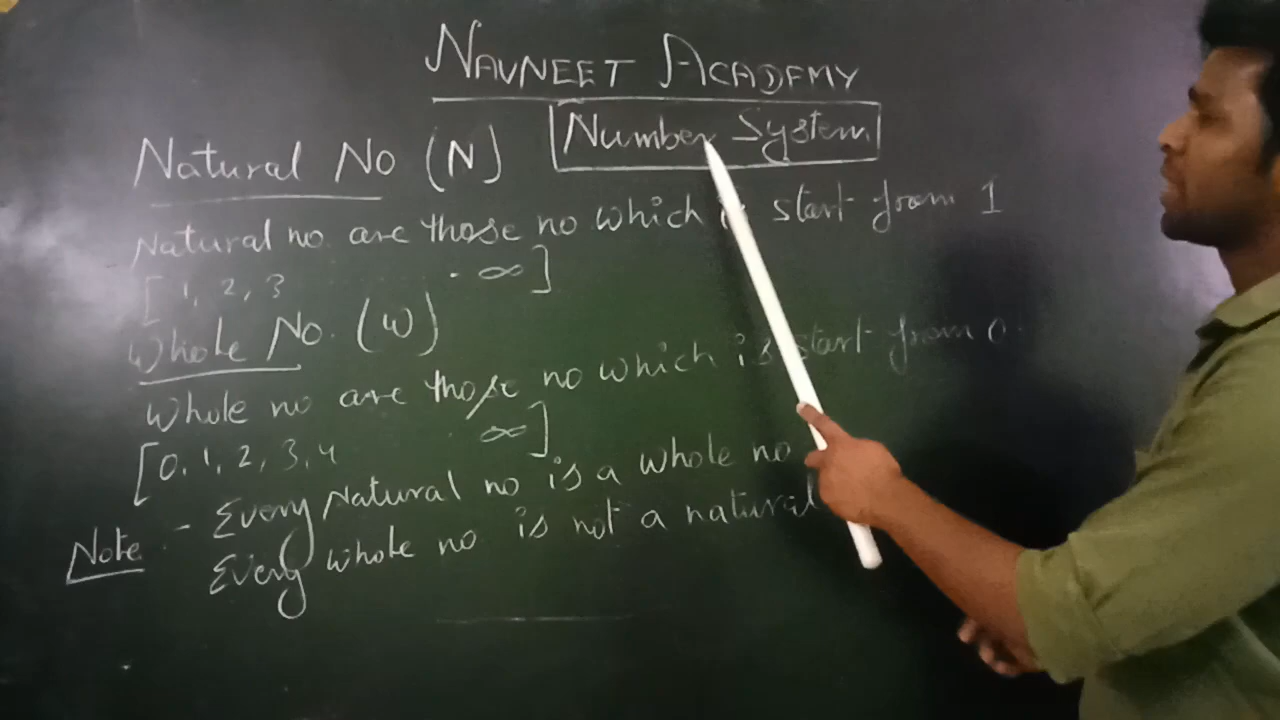 NAVNEET ACADEMY
Number System
Natural No (N)
Natural no are those no which is start from 1
[1, 2, 3 . ∞]
Whole No. (W)
Whole no are those no which is start from 0
[0, 1, 2, 3, 4 . ∞]
Note - Every Natural no is a whole no
Every whole no is not a natural